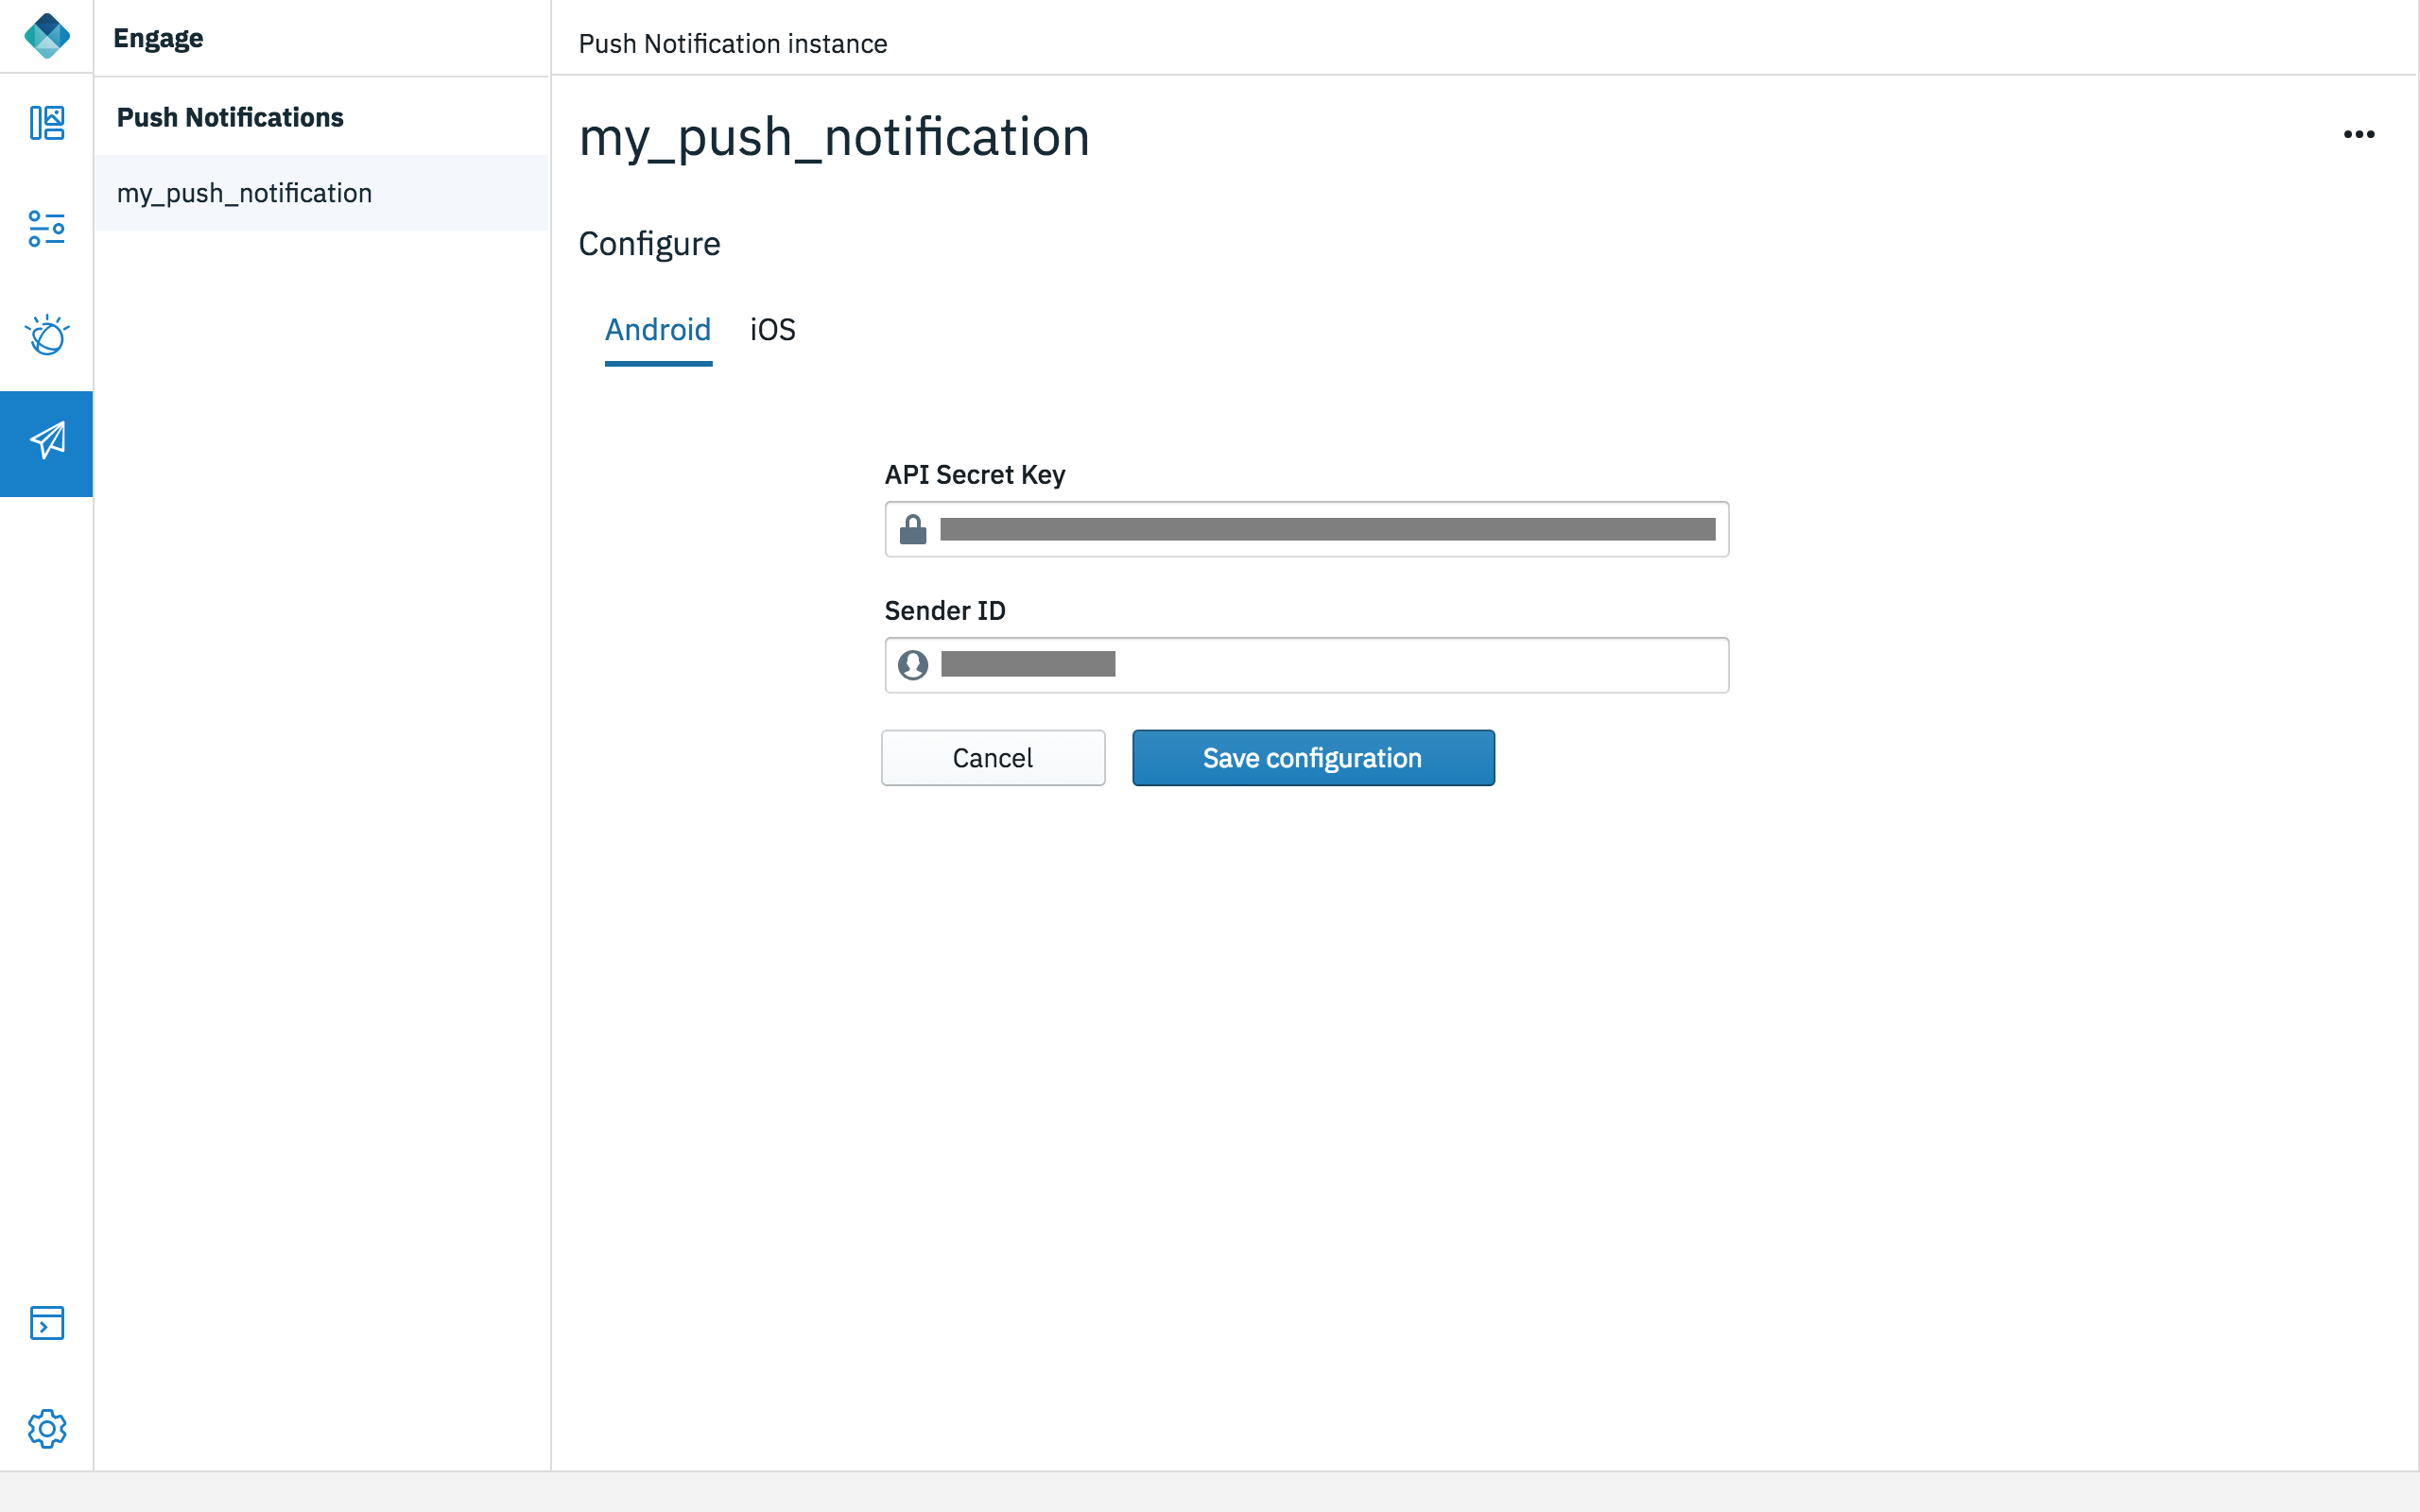 Engage
Push Notification instance
Push Notifications
my_push_notification
my_push_notification
Configure
Android
iOS
API Secret Key
Sender ID
Cancel
Save configuration